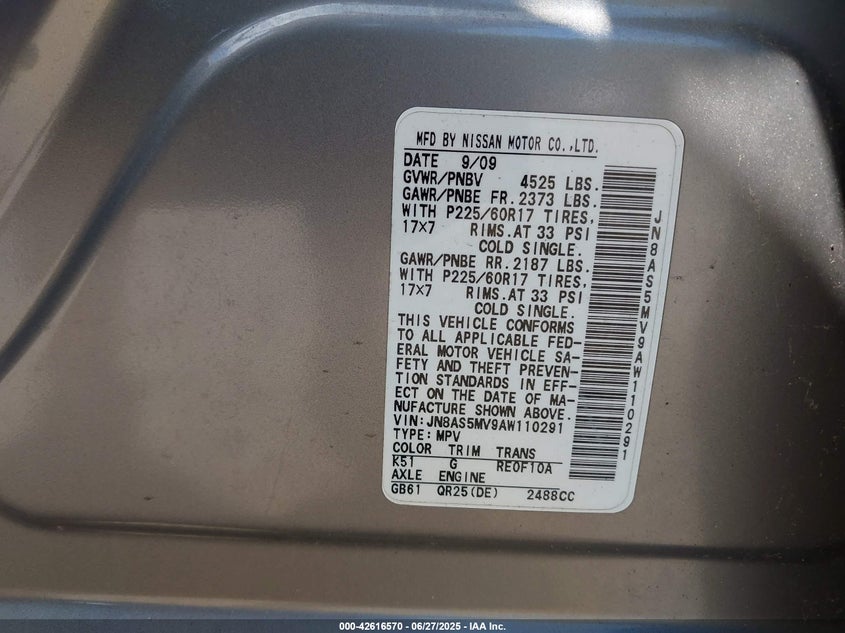 MFD BY NISSAN MOTOR CO.,LTD.
DATE 9/09
GVWR/PNBV 4525 LBS.
GAWR/PNBE FR. 2373 LBS.
WITH P225/60R17 TIRES,
17×7 RIMS. AT 33 PSI
COLD SINGLE.
GAWR/PNBE RR. 2187 LBS.
WITH P225/60R17 TIRES,
17×7 RIMS. AT 33 PSI
COLD SINGLE.
THIS VEHICLE CONFORMS
TO ALL APPLICABLE FED-
ERAL MOTOR VEHICLE SA-
FETY AND THEFT PREVEN-
TION STANDARDS IN EFF-
ECT ON THE DATE OF MA-
NUFACTURE SHOWN ABOVE.
VIN: JN8AS5MV9AW110291
TYPE: MPV
COLOR TRIM TRANS
K51 G RE0F10A
AXLE ENGINE
GB61 QR25(DE) 2488CC
JN8AS5MV9AW110291
000-42616570 - 06/27/2025 - IAA Inc.